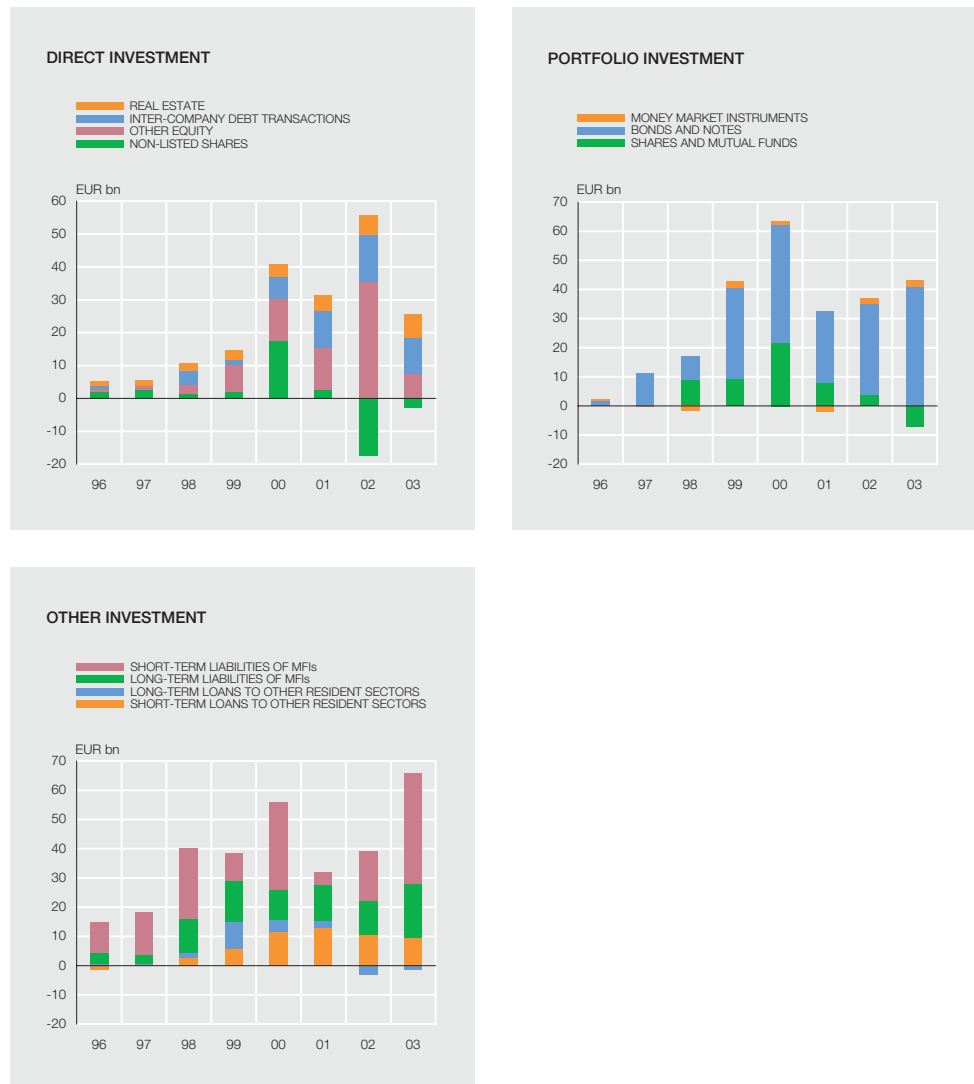 DIRECT INVESTMENT
REAL ESTATE
INTER-COMPANY DEBT TRANSACTIONS
OTHER EQUITY
NON-LISTED SHARES
EUR bn
60
50
40
30
20
10
0
-10
-20
96 97 98 99 00 01 02 03
PORTFOLIO INVESTMENT
MONEY MARKET INSTRUMENTS
BONDS AND NOTES
SHARES AND MUTUAL FUNDS
EUR bn
70
60
50
40
30
20
10
0
-10
-20
96 97 98 99 00 01 02 03
OTHER INVESTMENT
SHORT-TERM LIABILITIES OF MFIs
LONG-TERM LIABILITIES OF MFIs
LONG-TERM LOANS TO OTHER RESIDENT SECTORS
SHORT-TERM LOANS TO OTHER RESIDENT SECTORS
EUR bn
70
60
50
40
30
20
10
0
-10
-20
96 97 98 99 00 01 02 03